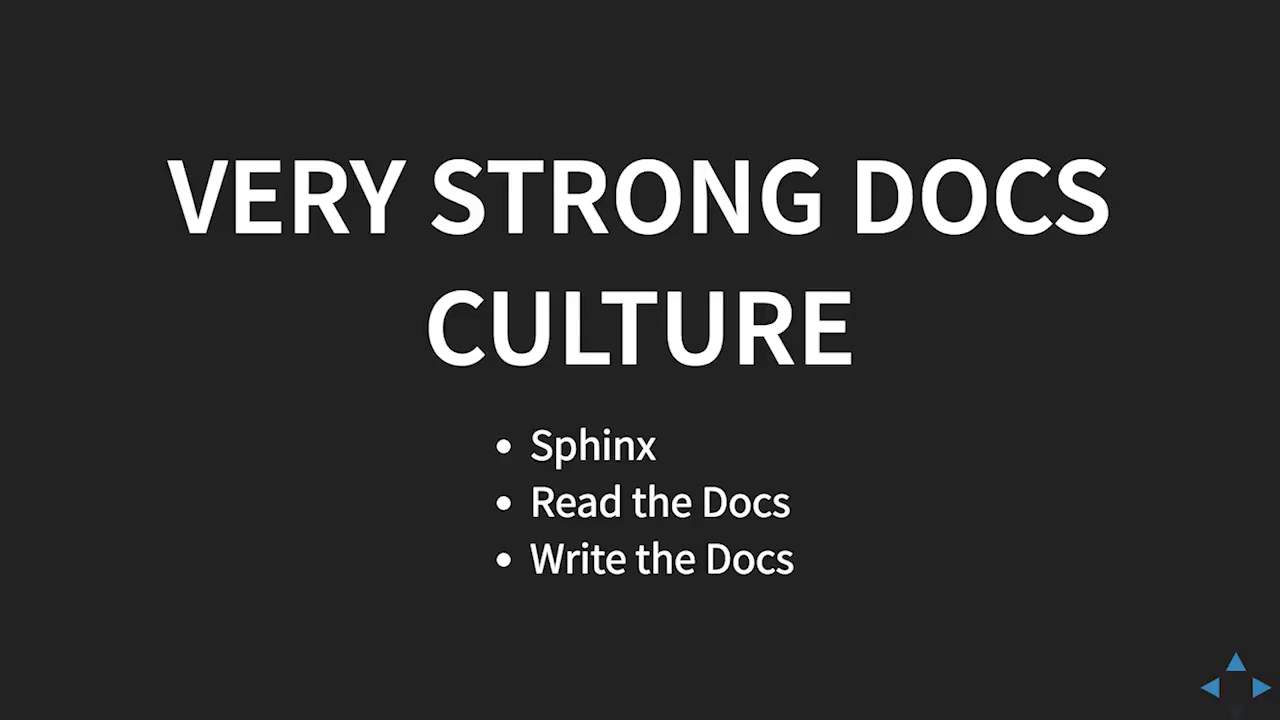 VERY STRONG DOCS
CULTURE
• Sphinx
• Read the Docs
• Write the Docs